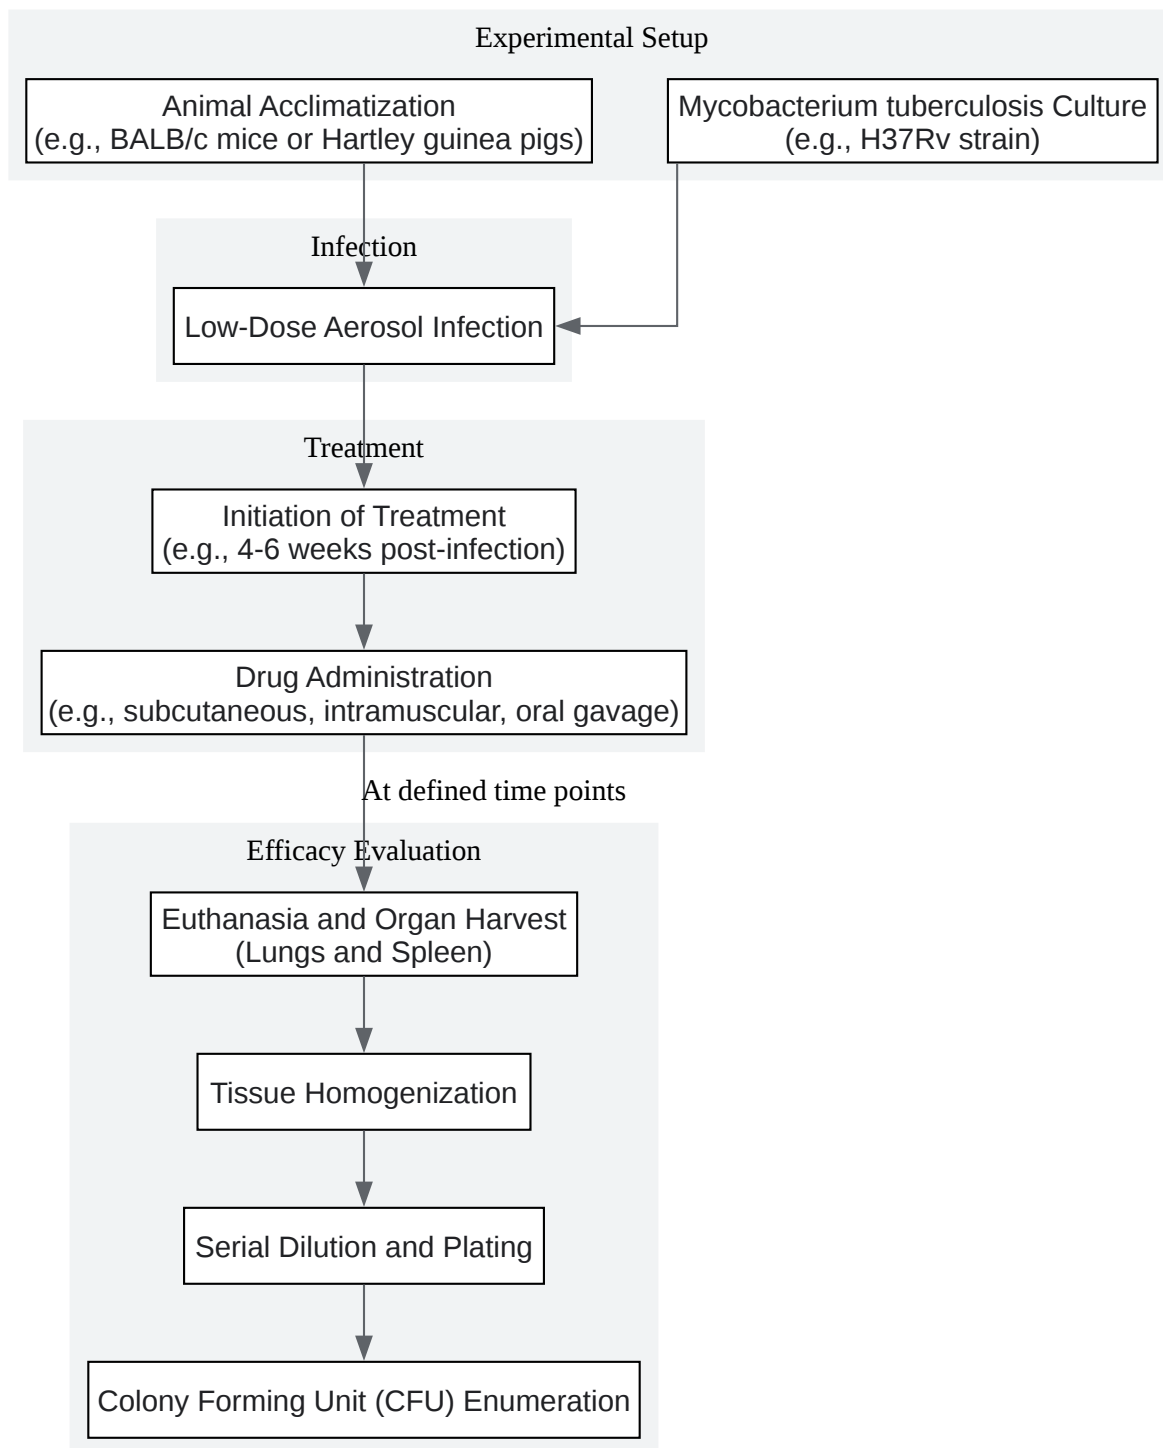 Experimental Setup
Animal Acclimatization
(e.g., BALB/c mice or Hartley guinea pigs)
Mycobacterium tuberculosis Culture
(e.g., H37Rv strain)
Infection
Low-Dose Aerosol Infection
Treatment
Initiation of Treatment
(e.g., 4-6 weeks post-infection)
Drug Administration
(e.g., subcutaneous, intramuscular, oral gavage)
At defined time points
Efficacy Evaluation
Euthanasia and Organ Harvest
(Lungs and Spleen)
Tissue Homogenization
Serial Dilution and Plating
Colony Forming Unit (CFU) Enumeration